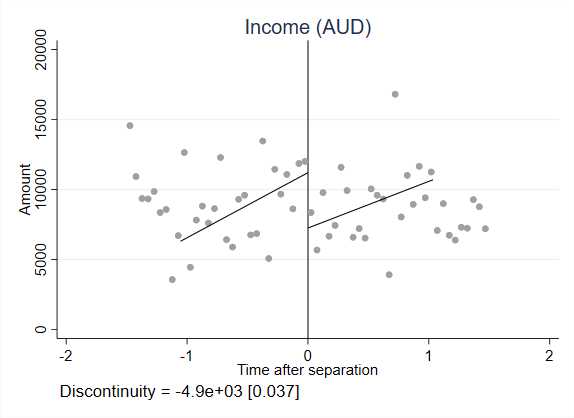 Income (AUD)
Amount
20000
15000
10000
5000
0
-2
-1
0
1
2
Time after separation
Discontinuity = -4.9e+03 [0.037]